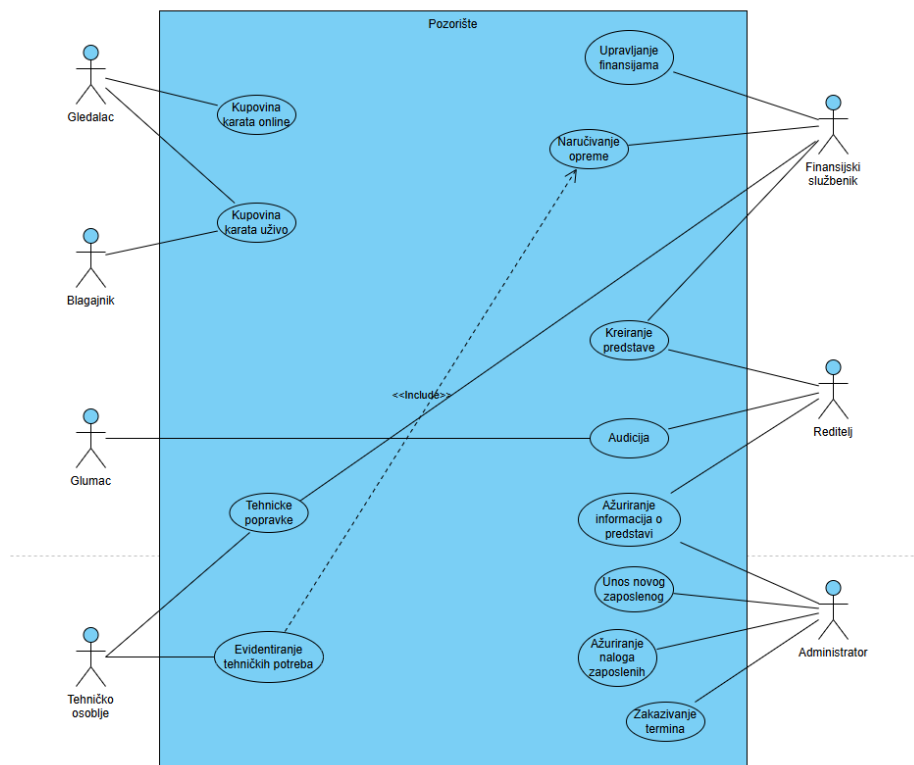 Pozorište
Gledalac
Kupovina
karata online
Upravljanje
finansijama
Naručivanje
opreme
Finansijski
službenik
Kupovina
karata uživo
Blagajnik
Kreiranje
predstave
<<Include>>
Reditelj
Glumac
Audicija
Tehnicke
popravke
Ažuriranje
informacija o
predstavi
Unos novog
zaposlenog
Administrator
Evidentiranje
tehničkih potreba
Ažuriranje
naloga
zaposlenih
Tehničko
osoblje
Zakazivanje
termina